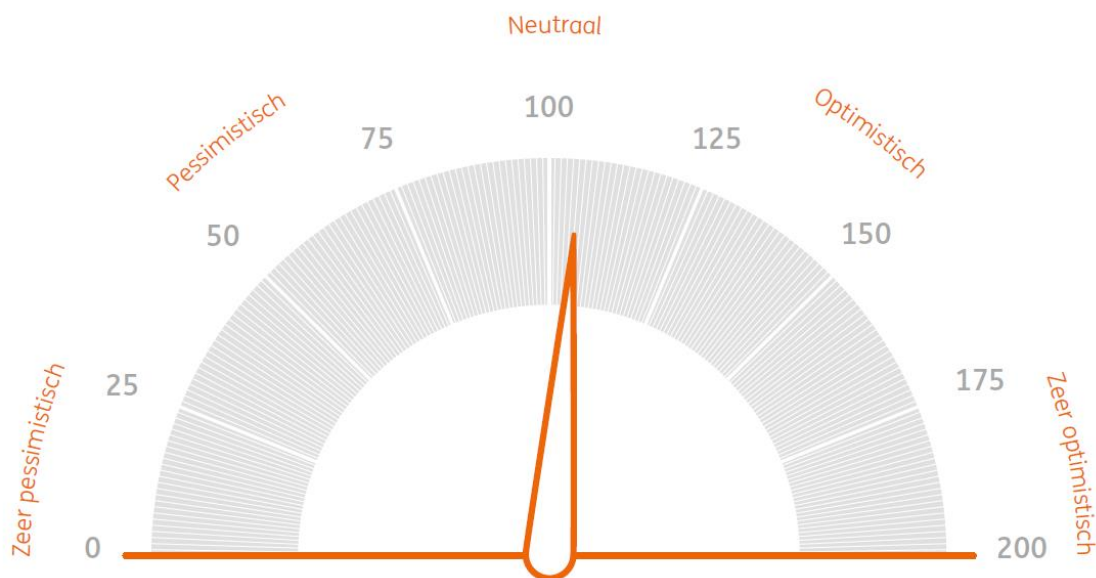 Neutraal
100
Pessimistisch
Optimistisch
75
125
50
150
25
175
Zeer pessimistisch
Zeer optimistisch
0
200